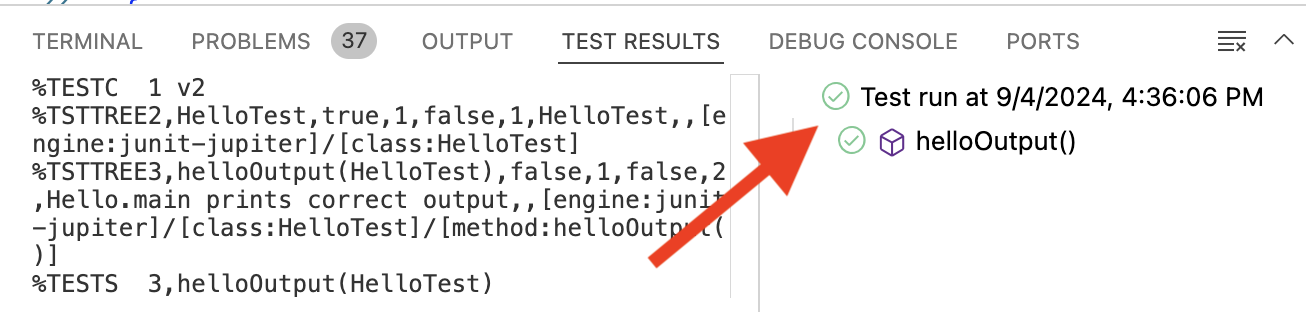 TERMINAL PROBLEMS 37 OUTPUT TEST RESULTS DEBUG CONSOLE PORTS
%TESTC  1 v2
%TSTTREE2,HelloTest,true,1,false,1,HelloTest,,[e
ngine:junit-jupiter]/[class:HelloTest]
%TSTTREE3,helloOutput(HelloTest),false,1,false,2
,Hello.main prints correct output,,[engine:junit
-jupiter]/[class:HelloTest]/[method:helloOutput(
)]
%TESTS  3,helloOutput(HelloTest)
Test run at 9/4/2024, 4:36:06 PM
helloOutput()